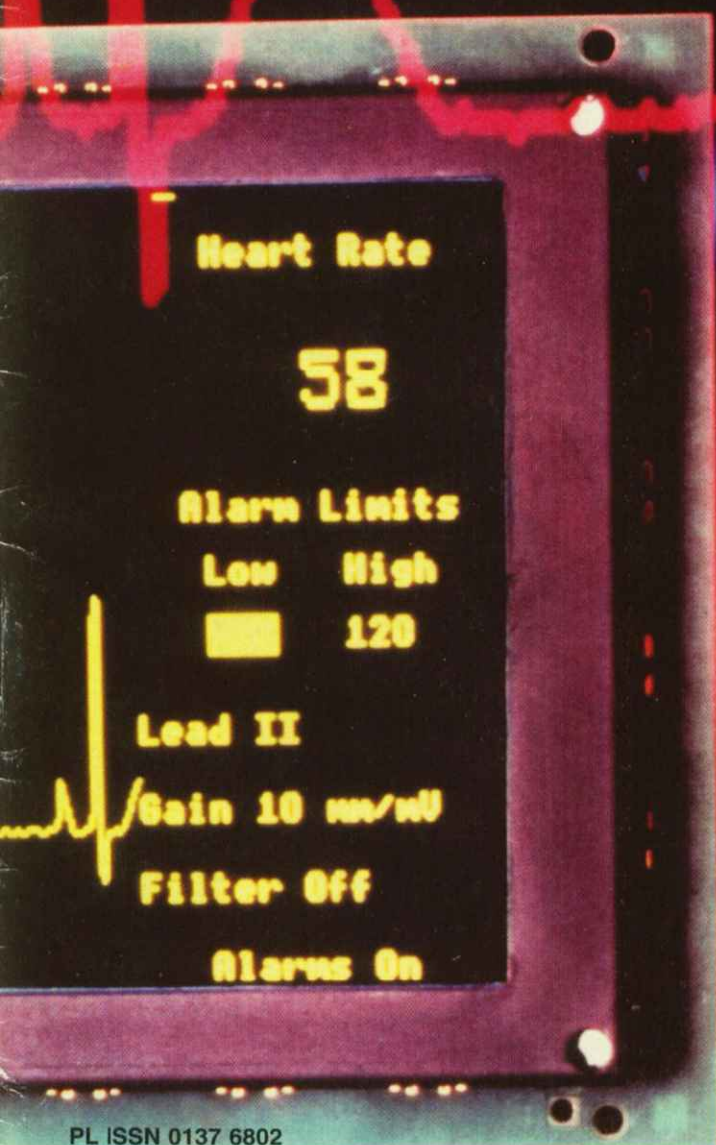 Heart Rate
58
Alarm Limits
Low High
120
Lead II
Gain 10 mm/mV
Filter Off
Alarms On
PL ISSN 0137 6802